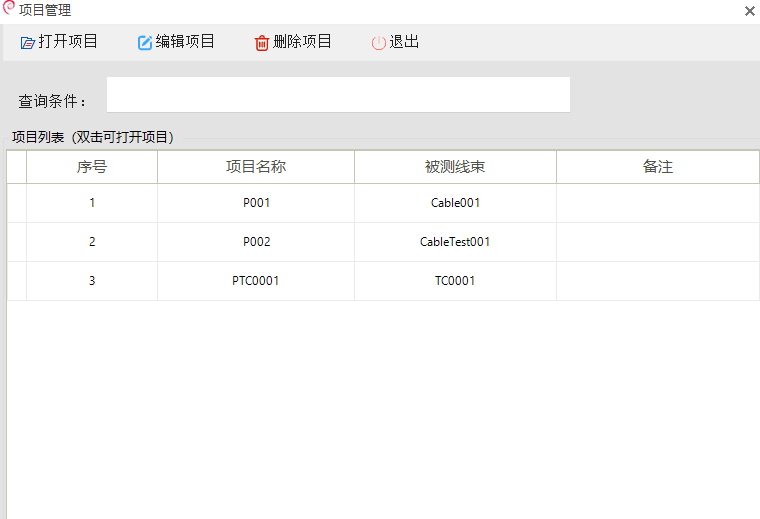 项目管理
打开项目 编辑项目 删除项目 退出
查询条件：
项目列表（双击可打开项目）
序号 项目名称 被测线束 备注
1 P001 Cable001
2 P002 CableTest001
3 PTC0001 TC0001